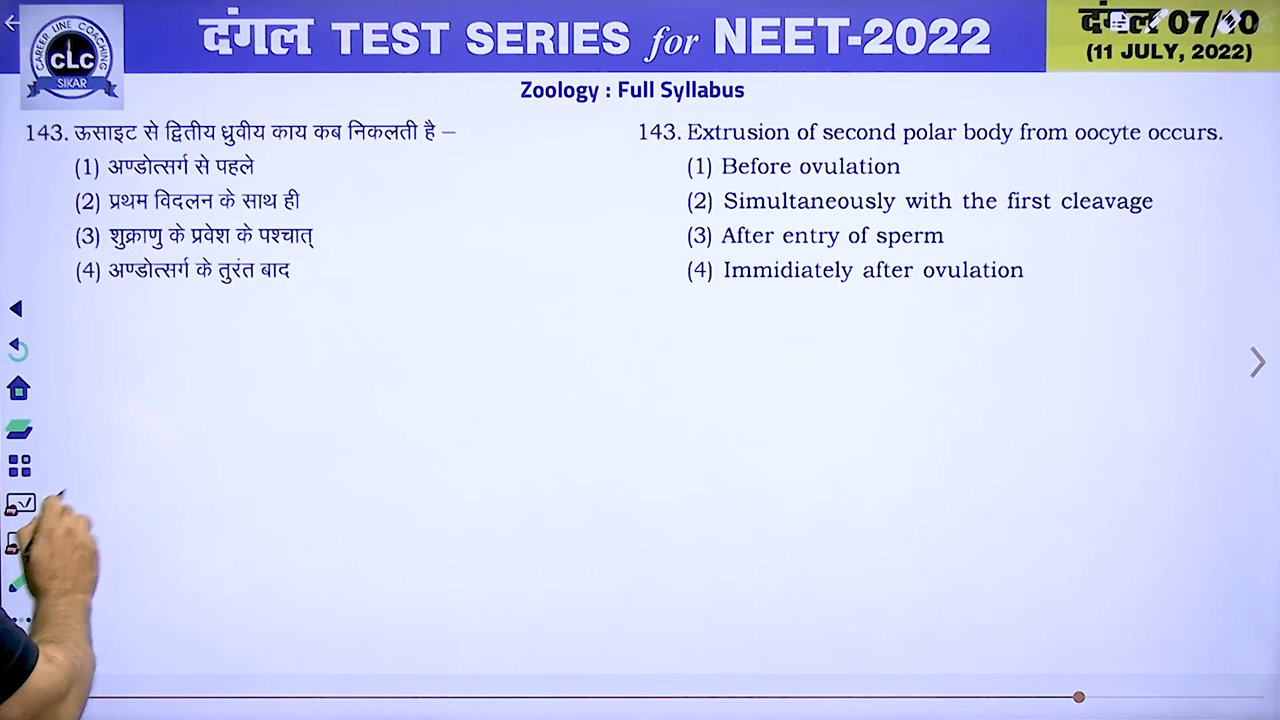 दंगल TEST SERIES for NEET-2022
दंगल 07/20
(11 JULY, 2022)
CAREER LINE COACHING
CLC
SIKAR
Zoology : Full Syllabus
143. ऊसाइट से द्वितीय ध्रुवीय काय कब निकलती है –
(1) अण्डोत्सर्ग से पहले
(2) प्रथम विदलन के साथ ही
(3) शुक्राणु के प्रवेश के पश्चात्
(4) अण्डोत्सर्ग के तुरंत बाद
143. Extrusion of second polar body from oocyte occurs.
(1) Before ovulation
(2) Simultaneously with the first cleavage
(3) After entry of sperm
(4) Immidiately after ovulation